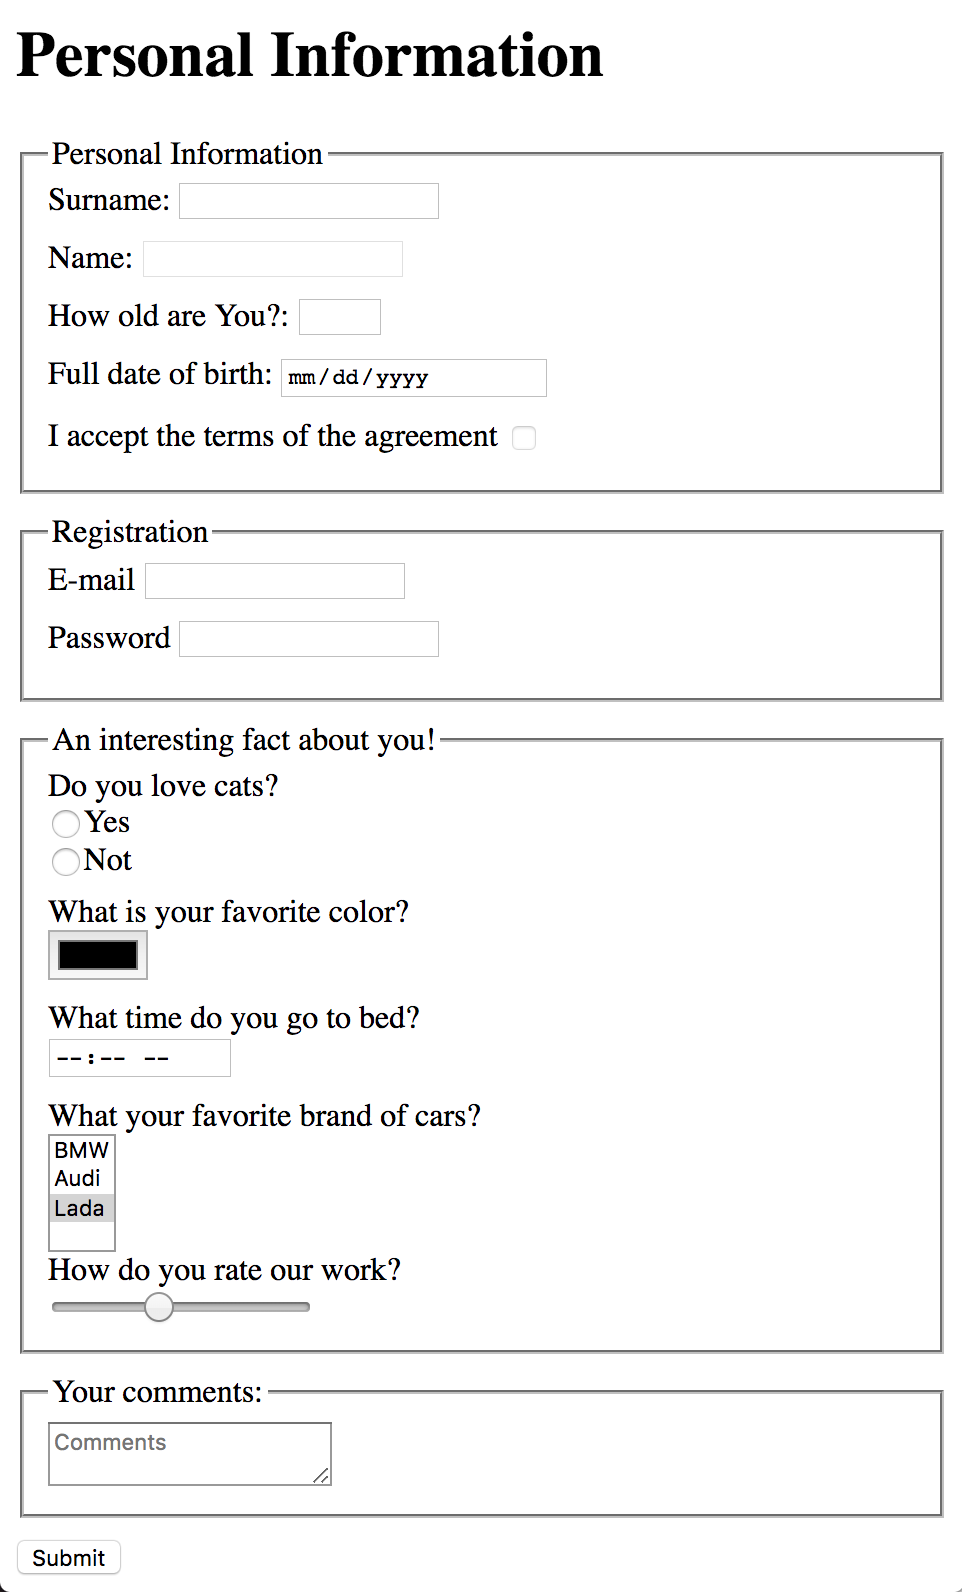 Personal Information
Personal Information
Surname:
Name:
How old are You?:
Full date of birth: mm/dd/yyyy
I accept the terms of the agreement
Registration
E-mail
Password
An interesting fact about you!
Do you love cats?
Yes
Not
What is your favorite color?
What time do you go to bed?
--:-- --
What your favorite brand of cars?
BMW
Audi
Lada
How do you rate our work?
Your comments:
Comments
Submit